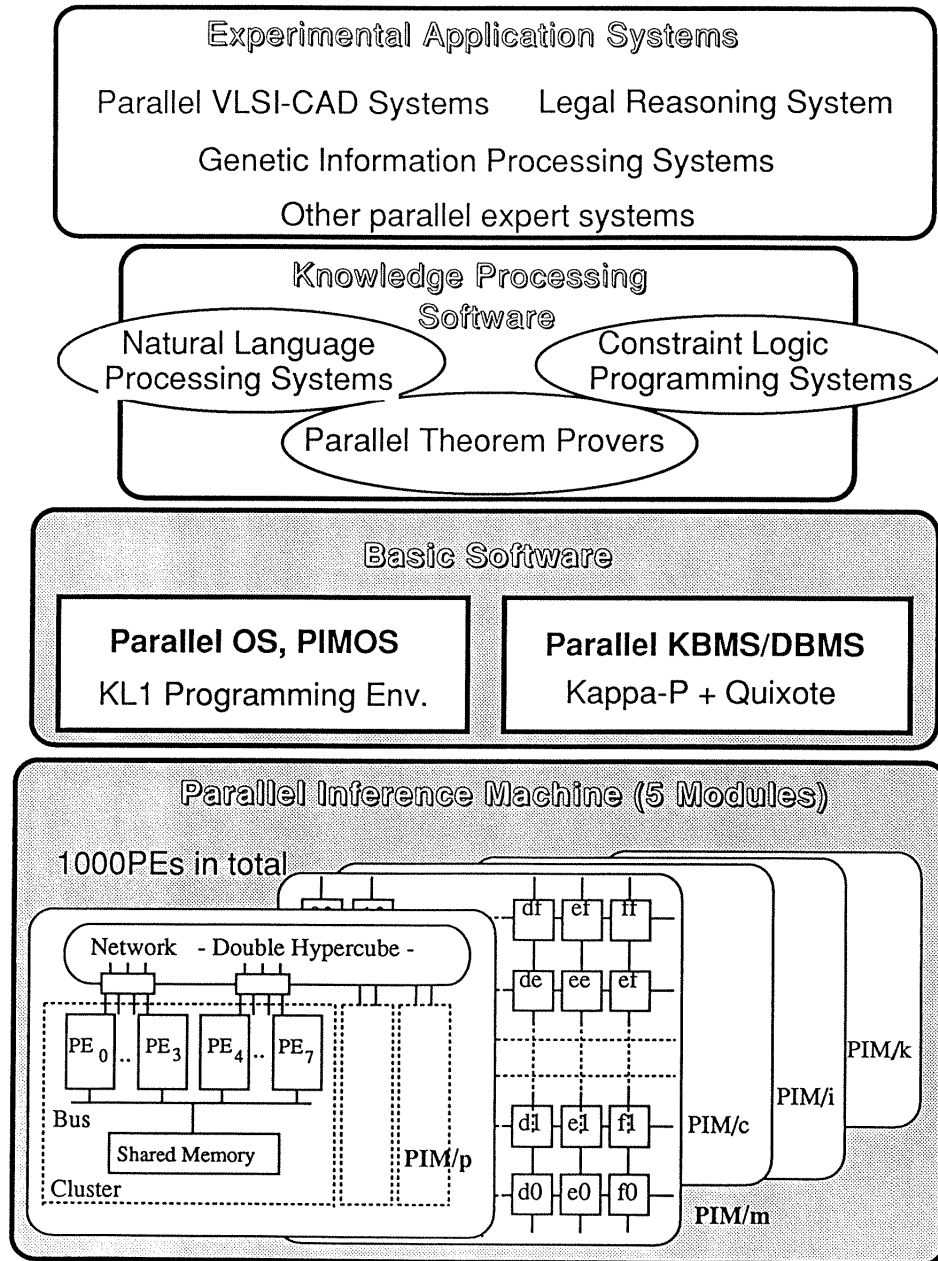 Experimental Application Systems
Parallel VLSI-CAD Systems Legal Reasoning System
Genetic Information Processing Systems
Other parallel expert systems
Knowledge Processing
Software
Natural Language
Processing Systems
Constraint Logic
Programming Systems
Parallel Theorem Provers
Basic Software
Parallel OS, PIMOS
KL1 Programming Env.
Parallel KBMS/DBMS
Kappa-P + Quixote
Parallel Inference Machine (5 Modules)
1000PEs in total
Network - Double Hypercube -
PE0 .. PE3 PE4 .. PE7
Bus
Shared Memory
Cluster
PIM/p
df ef ff
de ee ef
d1 e1 f1
d0 e0 f0
PIM/m
PIM/c
PIM/i
PIM/k